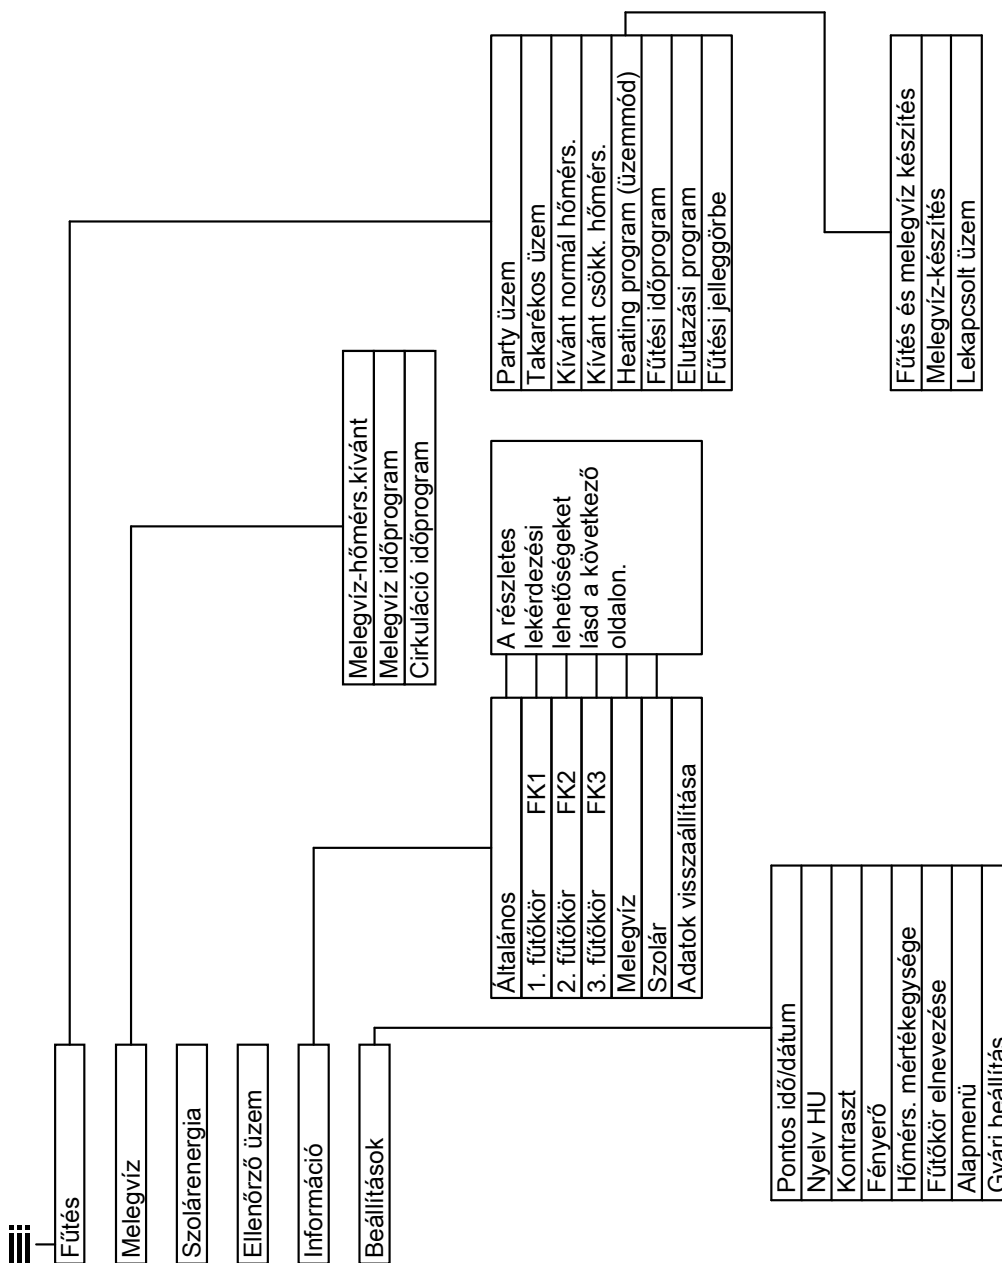 Fűtés
Melegvíz
Szolárenergia
Ellenőrző üzem
Információ
Beállítások
Party üzem
Takarékos üzem
Kívánt normál hőmérs.
Kívánt csökk. hőmérs.
Heating program (üzemmód)
Fűtési időprogram
Elutazási program
Fűtési jelleggörbe
Fűtés és melegvíz készítés
Melegvíz-készítés
Lekapcsolt üzem
Melegvíz-hőmérs.kívánt
Melegvíz időprogram
Cirkuláció időprogram
Általános
1. fűtőkör FK1
2. fűtőkör FK2
3. fűtőkör FK3
Melegvíz
Szolár
Adatok visszaállítása
A részletes
lekérdezési
lehetőségeket
lásd a következő
oldalon.
Pontos idő/dátum
Nyelv HU
Kontraszt
Fényerő
Hőmérs. mértékegysége
Fűtőkör elnevezése
Alapmenü
Gyári beállítás